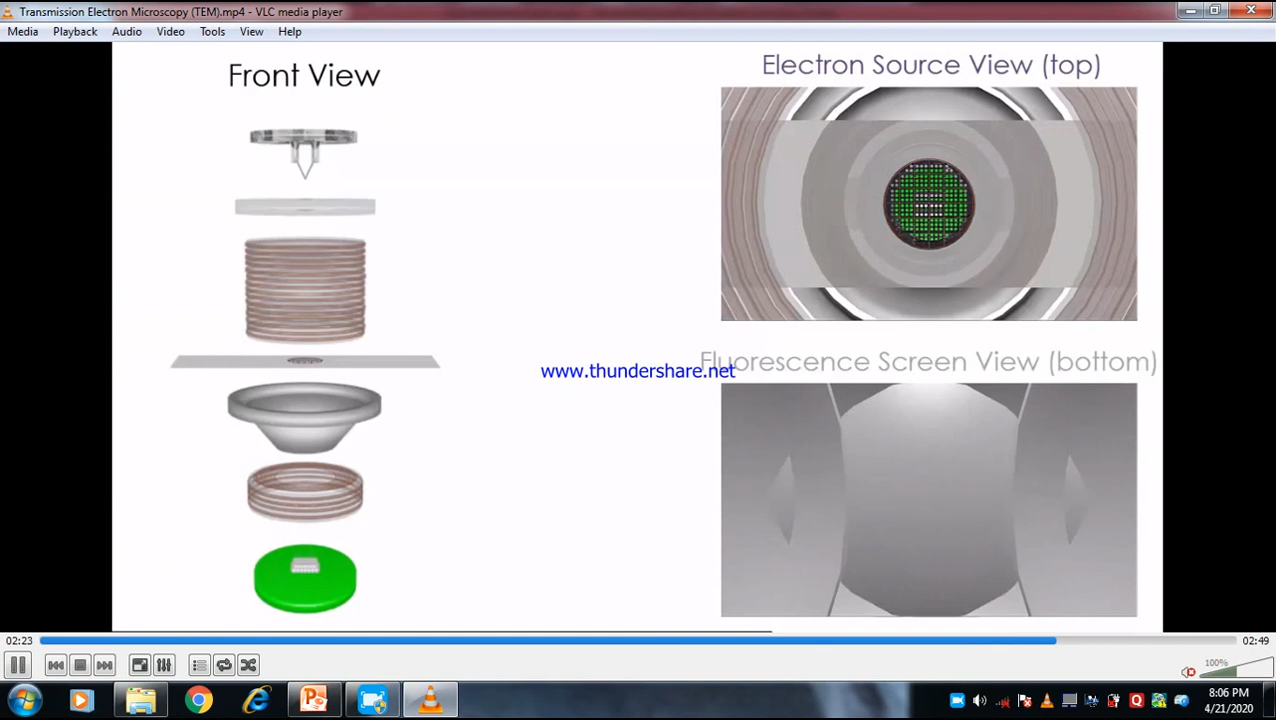 Transmission Electron Microscopy (TEM).mp4 - VLC media player
Media Playback Audio Video Tools View Help
Front View
Electron Source View (top)
www.thundershare.net
Fluorescence Screen View (bottom)
02:23
02:49
100%
8:06 PM
4/21/2020